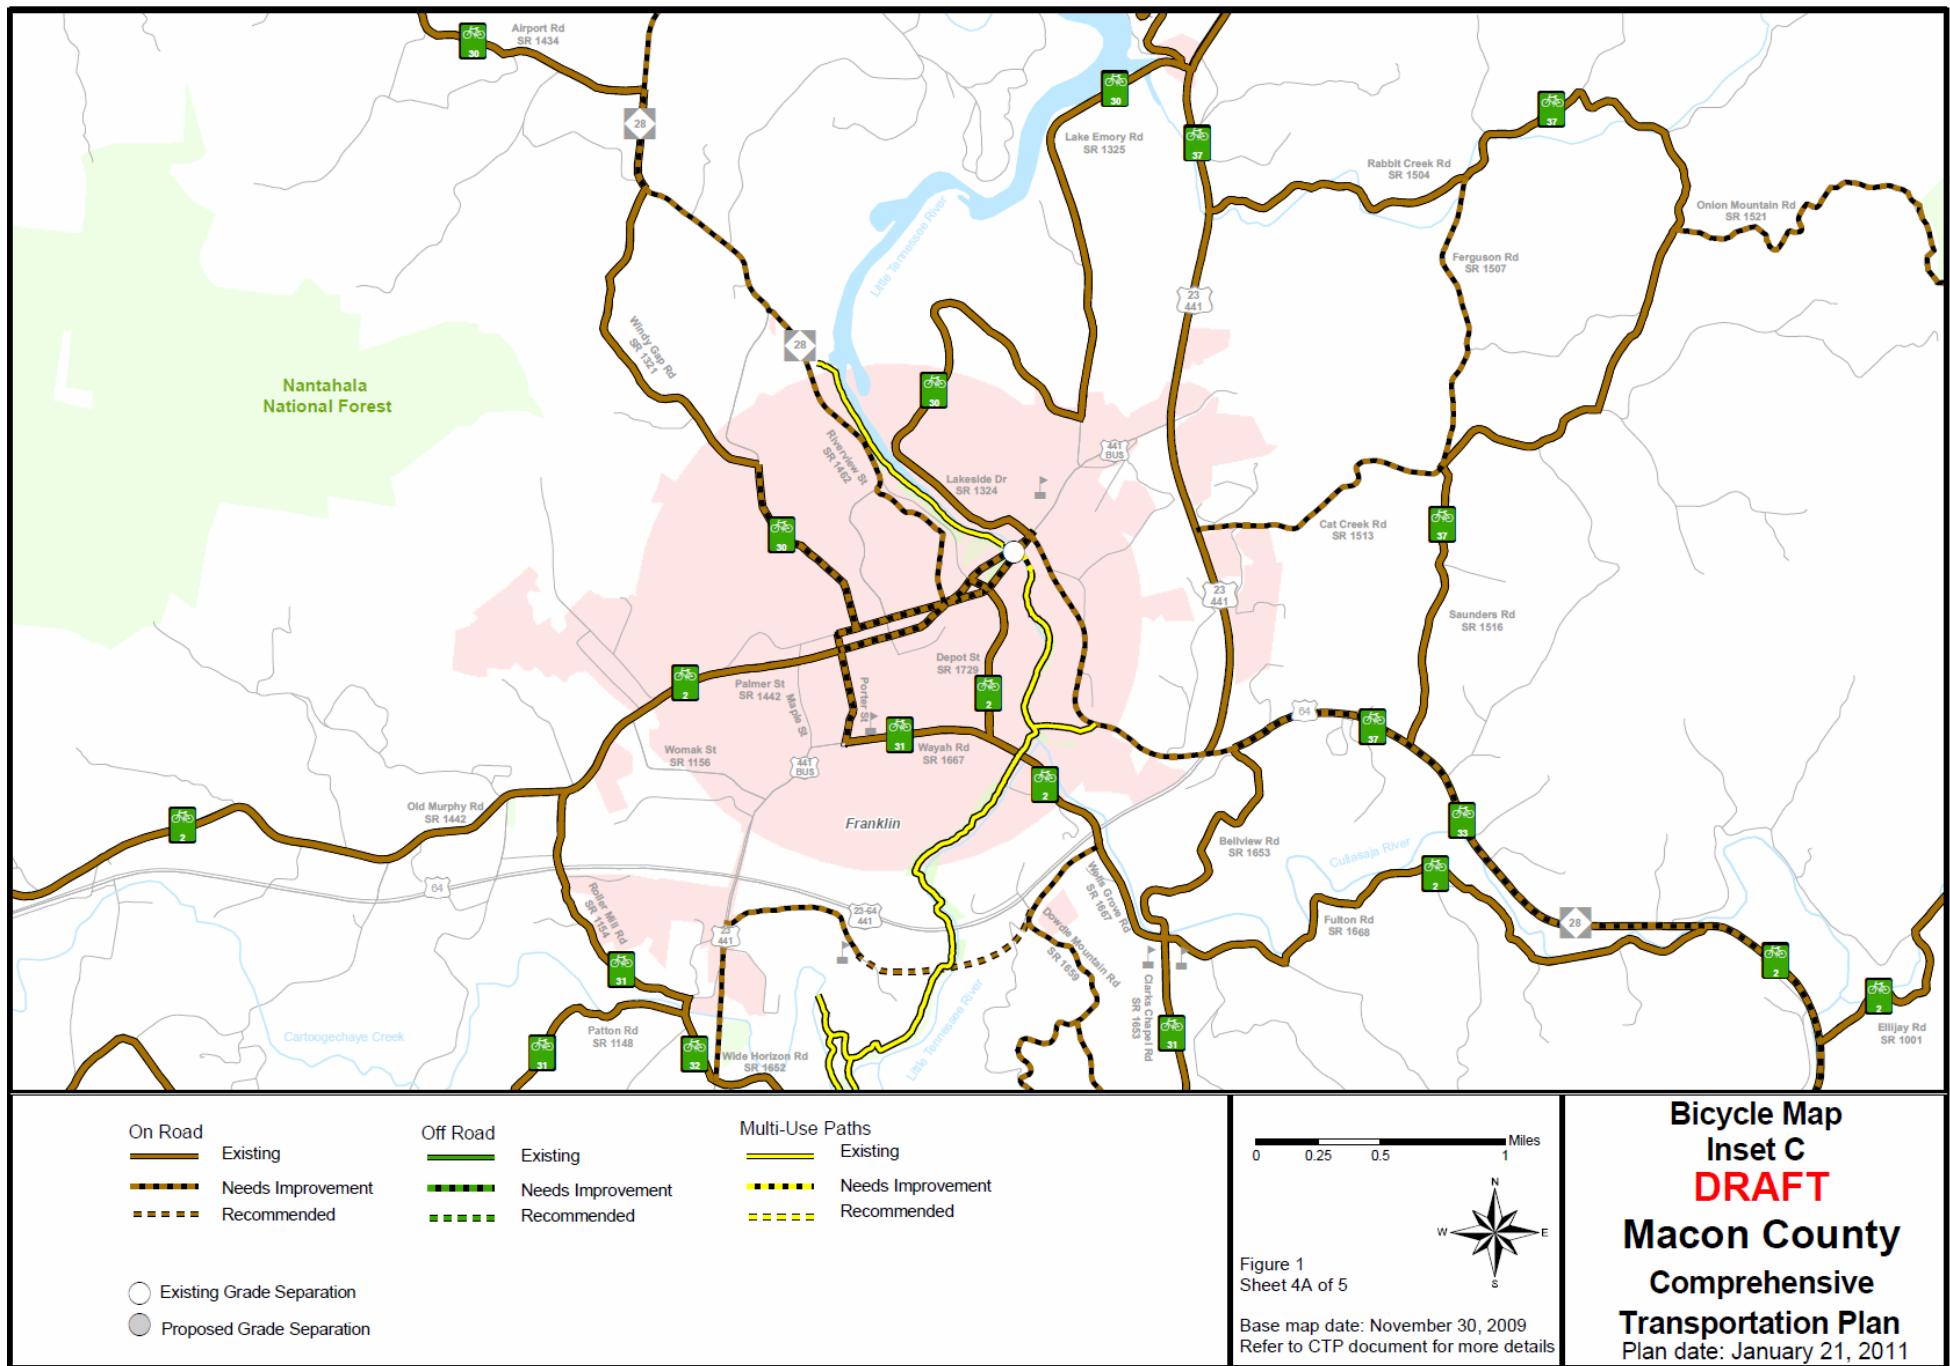 Airport Rd
SR 1434
30
28
30
Lake Emory Rd
SR 1325
37
37
Rabbit Creek Rd
SR 1504
Onion Mountain Rd
SR 1521
Ferguson Rd
SR 1507
Little Tennessee River
23
441
Windy Gap Rd
SR 1321
28
Nantahala
National Forest
30
441
BUS
Riverview St
SR 1462
Lakeside Dr
SR 1324
30
Cat Creek Rd
SR 1513
37
23
441
Saunders Rd
SR 1516
Depot St
SR 1729
2
Palmer St
SR 1442
Maple St
Porter St
2
64
37
31
Wayah Rd
SR 1667
Womak St
SR 1156
441
BUS
2
Old Murphy Rd
SR 1442
2
Franklin
33
Bellview Rd
SR 1653
Cullasaja River
2
64
Roller Mill Rd
SR 1154
23-64
441
Wells Grove Rd
SR 1667
Dowdle Mountain Rd
SR 1659
23
441
Fulton Rd
SR 1668
28
31
2
2
Clarks Chapel Rd
SR 1653
Little Tennessee River
Cartoogechaye Creek
Patton Rd
SR 1148
31
32
Wide Horizon Rd
SR 1652
31
Ellijay Rd
SR 1001
On Road
Existing
Needs Improvement
Recommended
Off Road
Existing
Needs Improvement
Recommended
Multi-Use Paths
Existing
Needs Improvement
Recommended
Existing Grade Separation
Proposed Grade Separation
Miles
0 0.25 0.5 1
N
W E
S
Figure 1
Sheet 4A of 5
Base map date: November 30, 2009
Refer to CTP document for more details
Bicycle Map
Inset C
DRAFT
Macon County
Comprehensive
Transportation Plan
Plan date: January 21, 2011